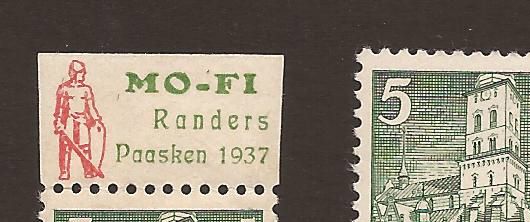 MO-FI
Randers
Paasken 1937
5